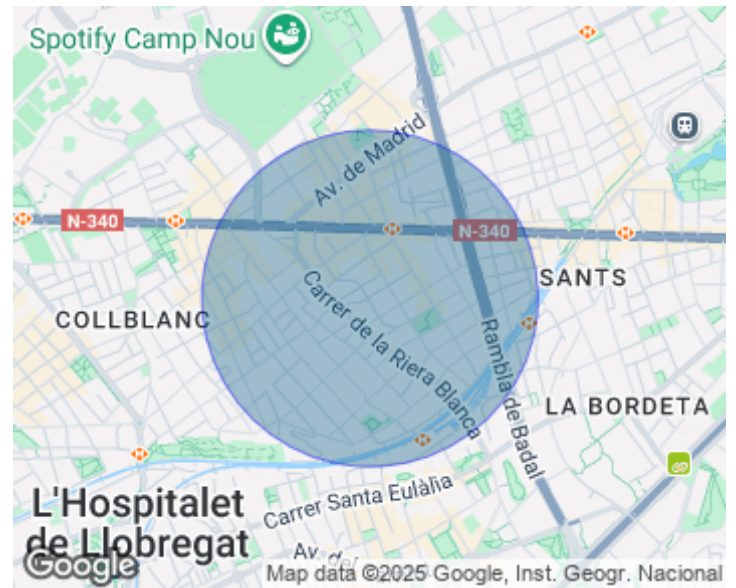 Spotify Camp Nou
Av. de Madrid
N-340
N-340
SANTS
COLLBLANC
Carrer de la Riera Blanca
Rambla de Badal
LA BORDETA
L'Hospitalet
de Llobregat
Carrer Santa Eulàlia
Google
Map data ©2025 Google, Inst. Geogr. Nacional